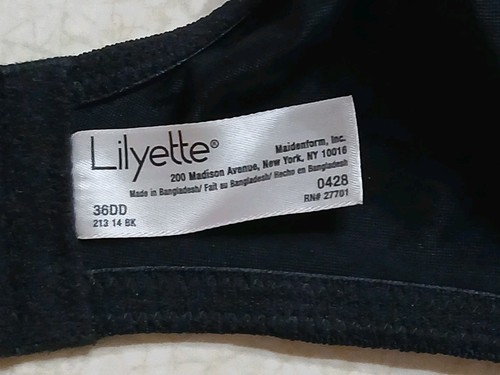 Lilyette®
Maidenform, Inc.
200 Madison Avenue, New York, NY 10016
Made in Bangladesh/ Fait au Bangladesh/ Hecho en Bangladesh
36DD
0428
213 14 BK
RN# 27701